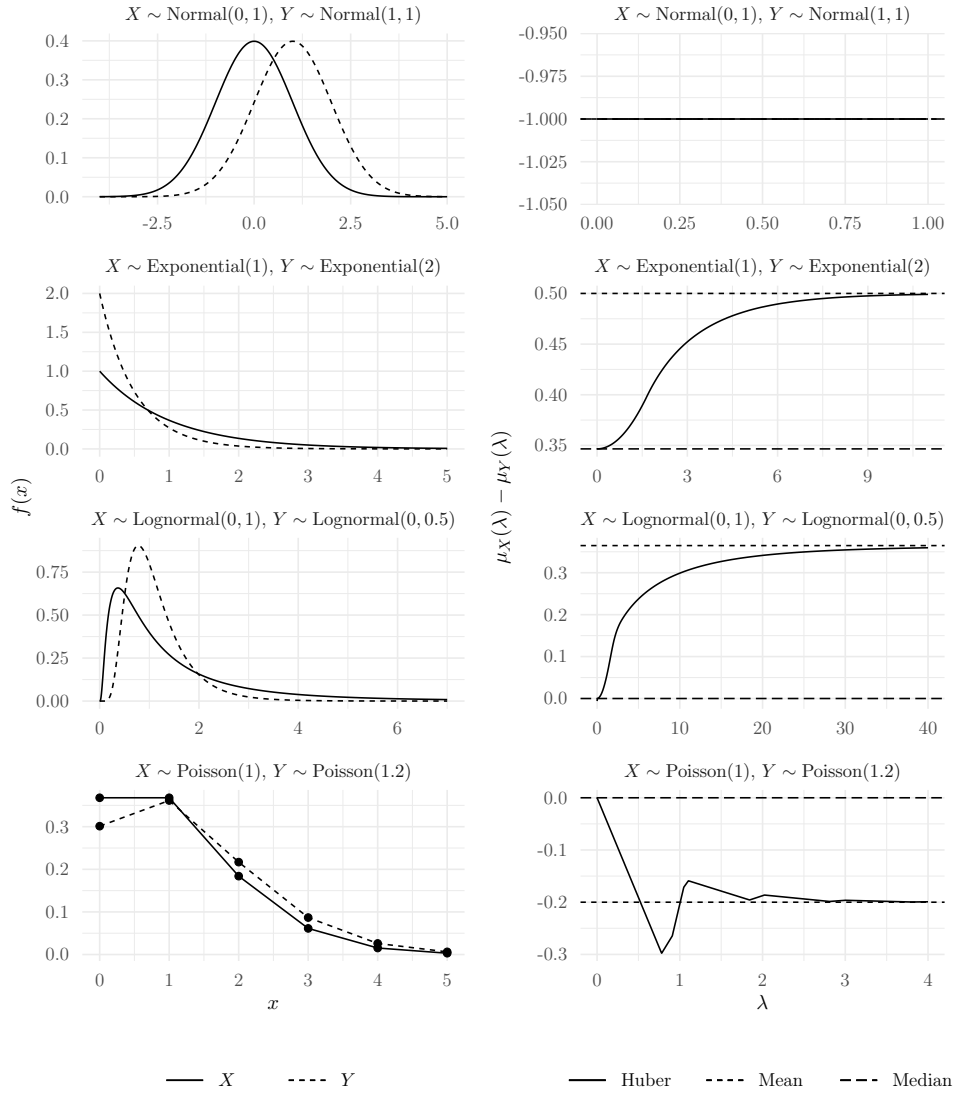 X ∼ Normal(0, 1), Y ∼ Normal(1, 1)
0.4
0.3
0.2
0.1
0.0
-2.5 0.0 2.5 5.0
X ∼ Normal(0, 1), Y ∼ Normal(1, 1)
-0.950
-0.975
-1.000
-1.025
-1.050
0.00 0.25 0.50 0.75 1.00
X ∼ Exponential(1), Y ∼ Exponential(2)
2.0
1.5
1.0
0.5
0.0
0 1 2 3 4 5
X ∼ Exponential(1), Y ∼ Exponential(2)
0.50
0.45
0.40
0.35
0 3 6 9
f(x)
μX(λ) − μY(λ)
X ∼ Lognormal(0, 1), Y ∼ Lognormal(0, 0.5)
0.75
0.50
0.25
0.00
0 2 4 6
X ∼ Lognormal(0, 1), Y ∼ Lognormal(0, 0.5)
0.3
0.2
0.1
0.0
0 10 20 30 40
X ∼ Poisson(1), Y ∼ Poisson(1.2)
0.3
0.2
0.1
0.0
0 1 2 3 4 5
x
X ∼ Poisson(1), Y ∼ Poisson(1.2)
0.0
-0.1
-0.2
-0.3
0 1 2 3 4
λ
X Y
Huber Mean Median